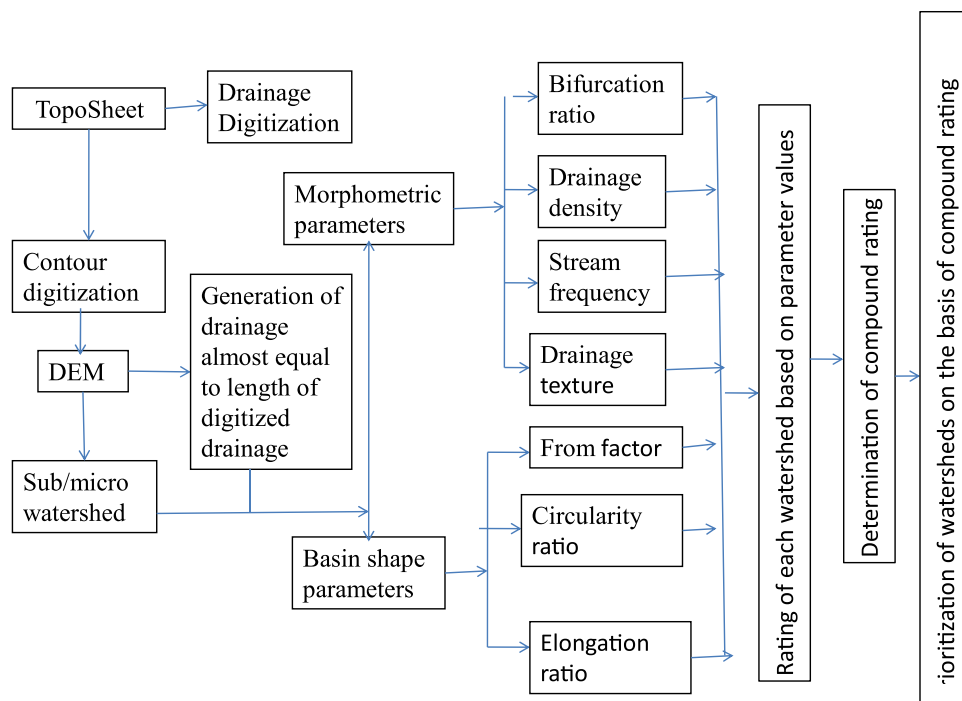 TopoSheet
Drainage
Digitization
Contour
digitization
DEM
Sub/micro
watershed
Generation of
drainage
almost equal
to length of
digitized
drainage
Morphometric
parameters
Basin shape
parameters
Bifurcation
ratio
Drainage
density
Stream
frequency
Drainage
texture
From factor
Circularity
ratio
Elongation
ratio
Rating of each watershed based on parameter values
Determination of compound rating
rioritization of watersheds on the basis of compound rating